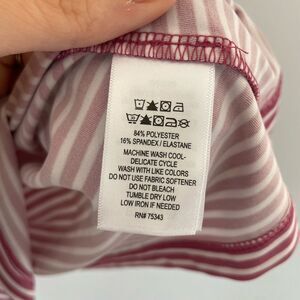 84% POLYESTER
16% SPANDEX / ELASTANE
MACHINE WASH COOL-
DELICATE CYCLE
WASH WITH LIKE COLORS
DO NOT USE FABRIC SOFTENER
DO NOT BLEACH
TUMBLE DRY LOW
LOW IRON IF NEEDED
RN# 75343